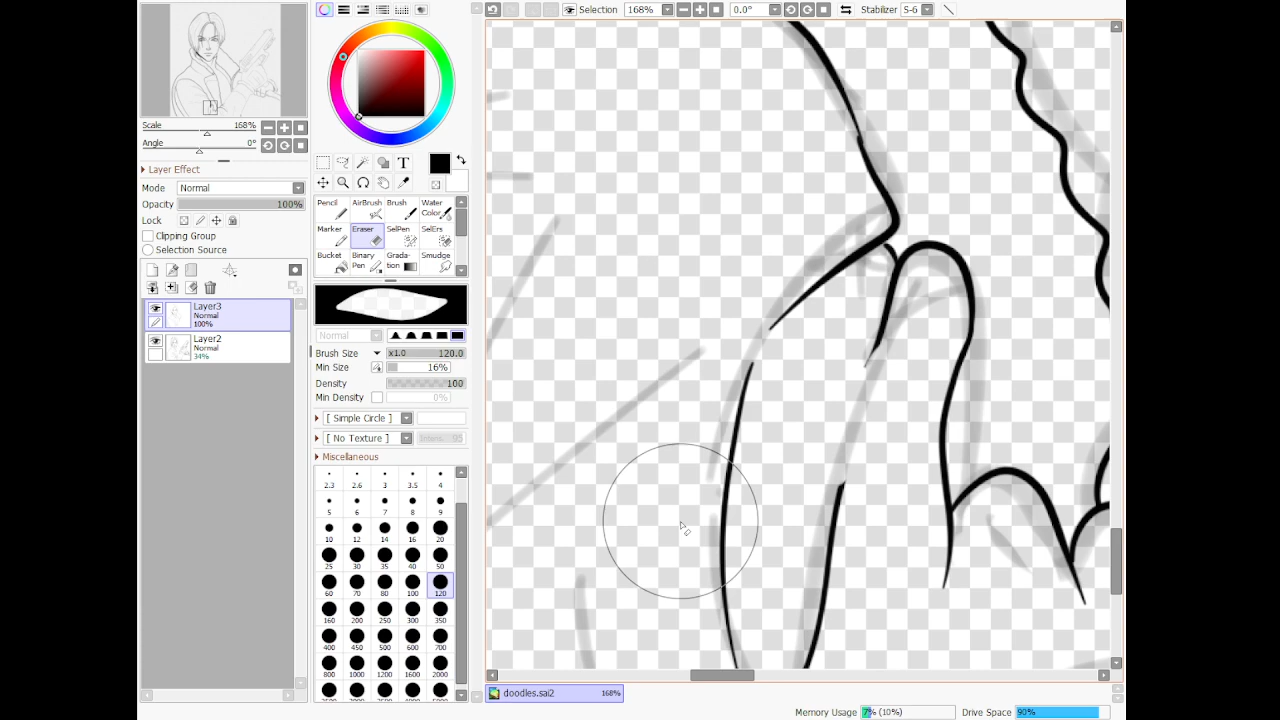 Selection 168% 0.0° Stabilizer S-6
Scale 168%
Angle 0°
Layer Effect
Mode Normal
Opacity 100%
Lock
Clipping Group
Selection Source
Layer3
Normal
100%
Layer2
Normal
34%
T
Pencil AirBrush Brush Water Color
Marker Eraser SelPen SelErs
Bucket Binary Pen Grada-tion Smudge
Normal
Brush Size x1.0 120.0
Min Size 16%
Density 100
Min Density 0%
[ Simple Circle ]
[ No Texture ] 95
Miscellaneous
2.3 2.6 3 3.5 4
5 6 7 8 9
10 12 14 16 20
25 30 35 40 50
60 70 80 100 120
160 200 250 300 350
400 450 500 600 700
800 1000 1200 1600 2000
doodles.sai2 168%
Memory Usage 7% (10%) Drive Space 90%